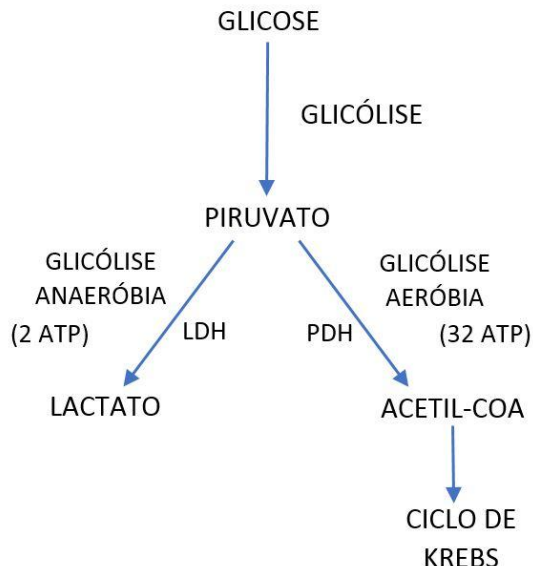 GLICOSE
GLICÓLISE
PIRUVATO
GLICÓLISE
ANAERÓBIA
(2 ATP)
LDH
PDH
GLICÓLISE
AERÓBIA
(32 ATP)
LACTATO
ACETIL-COA
CICLO DE
KREBS